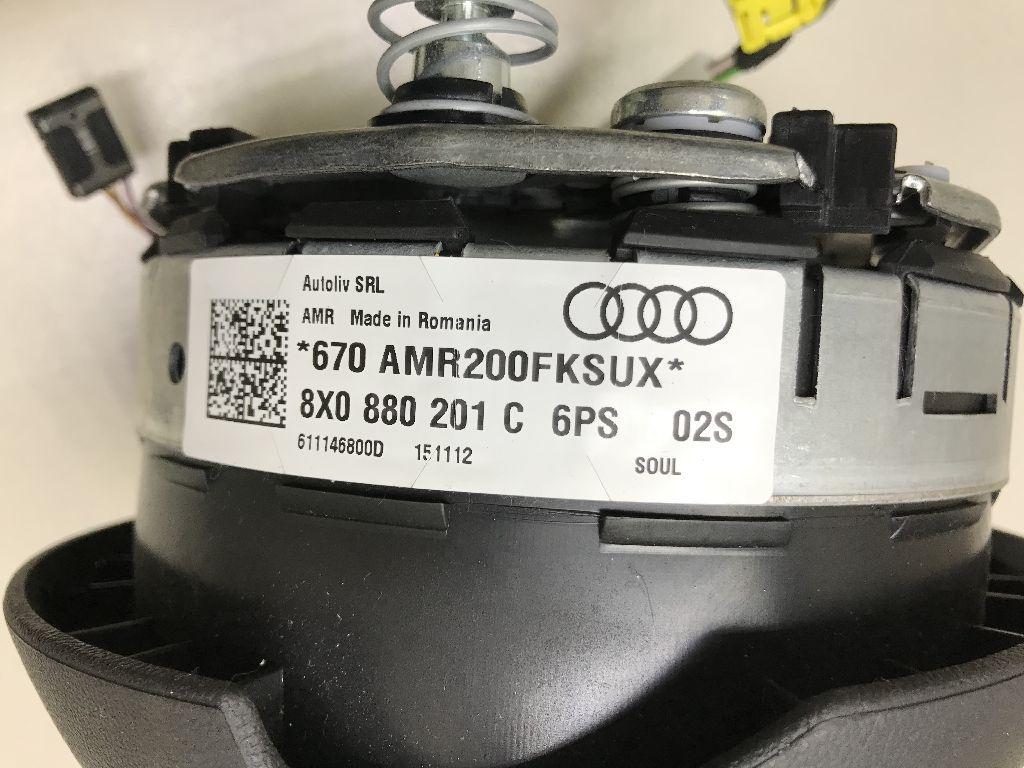 Autoliv SRL
AMR Made in Romania
*670 AMR200FKSUX*
8X0 880 201 C 6PS 02S
611146800D 151112
SOUL